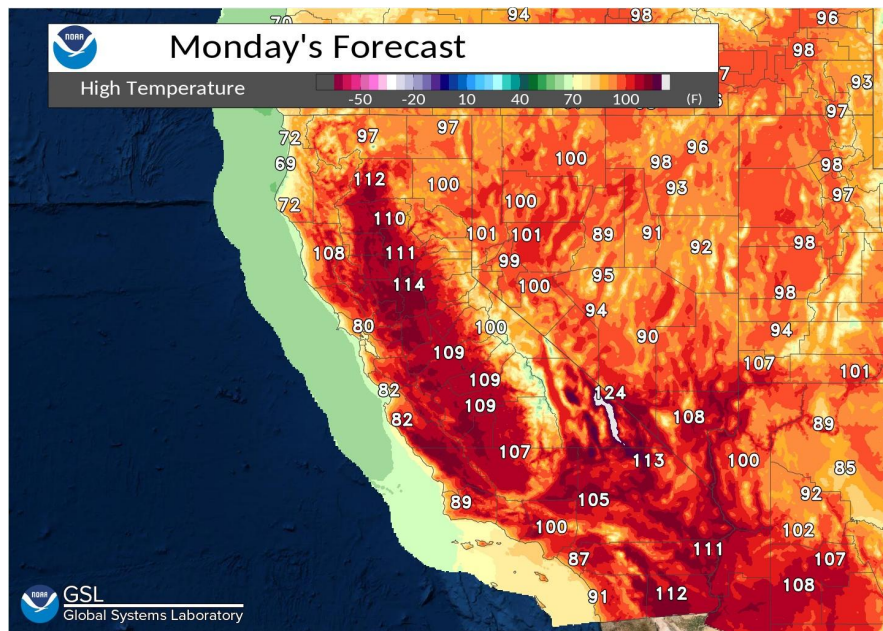 70 94 98 96
NOAA
Monday's Forecast
98
High Temperature
-50 -20 10 40 70 100 (F)
93
97
72 97 97
96
69 100 98 98
112 100 93 97
72 100
110
101 101 89 91
108 111 92 98
99
114 100 95
98
94
80 100 90 94
109 107
109 101
82 124
109
82 108 89
107 113 100 85
92
89 105
100 102
111
87 107
112 108
91
NOAA
GSL
Global Systems Laboratory